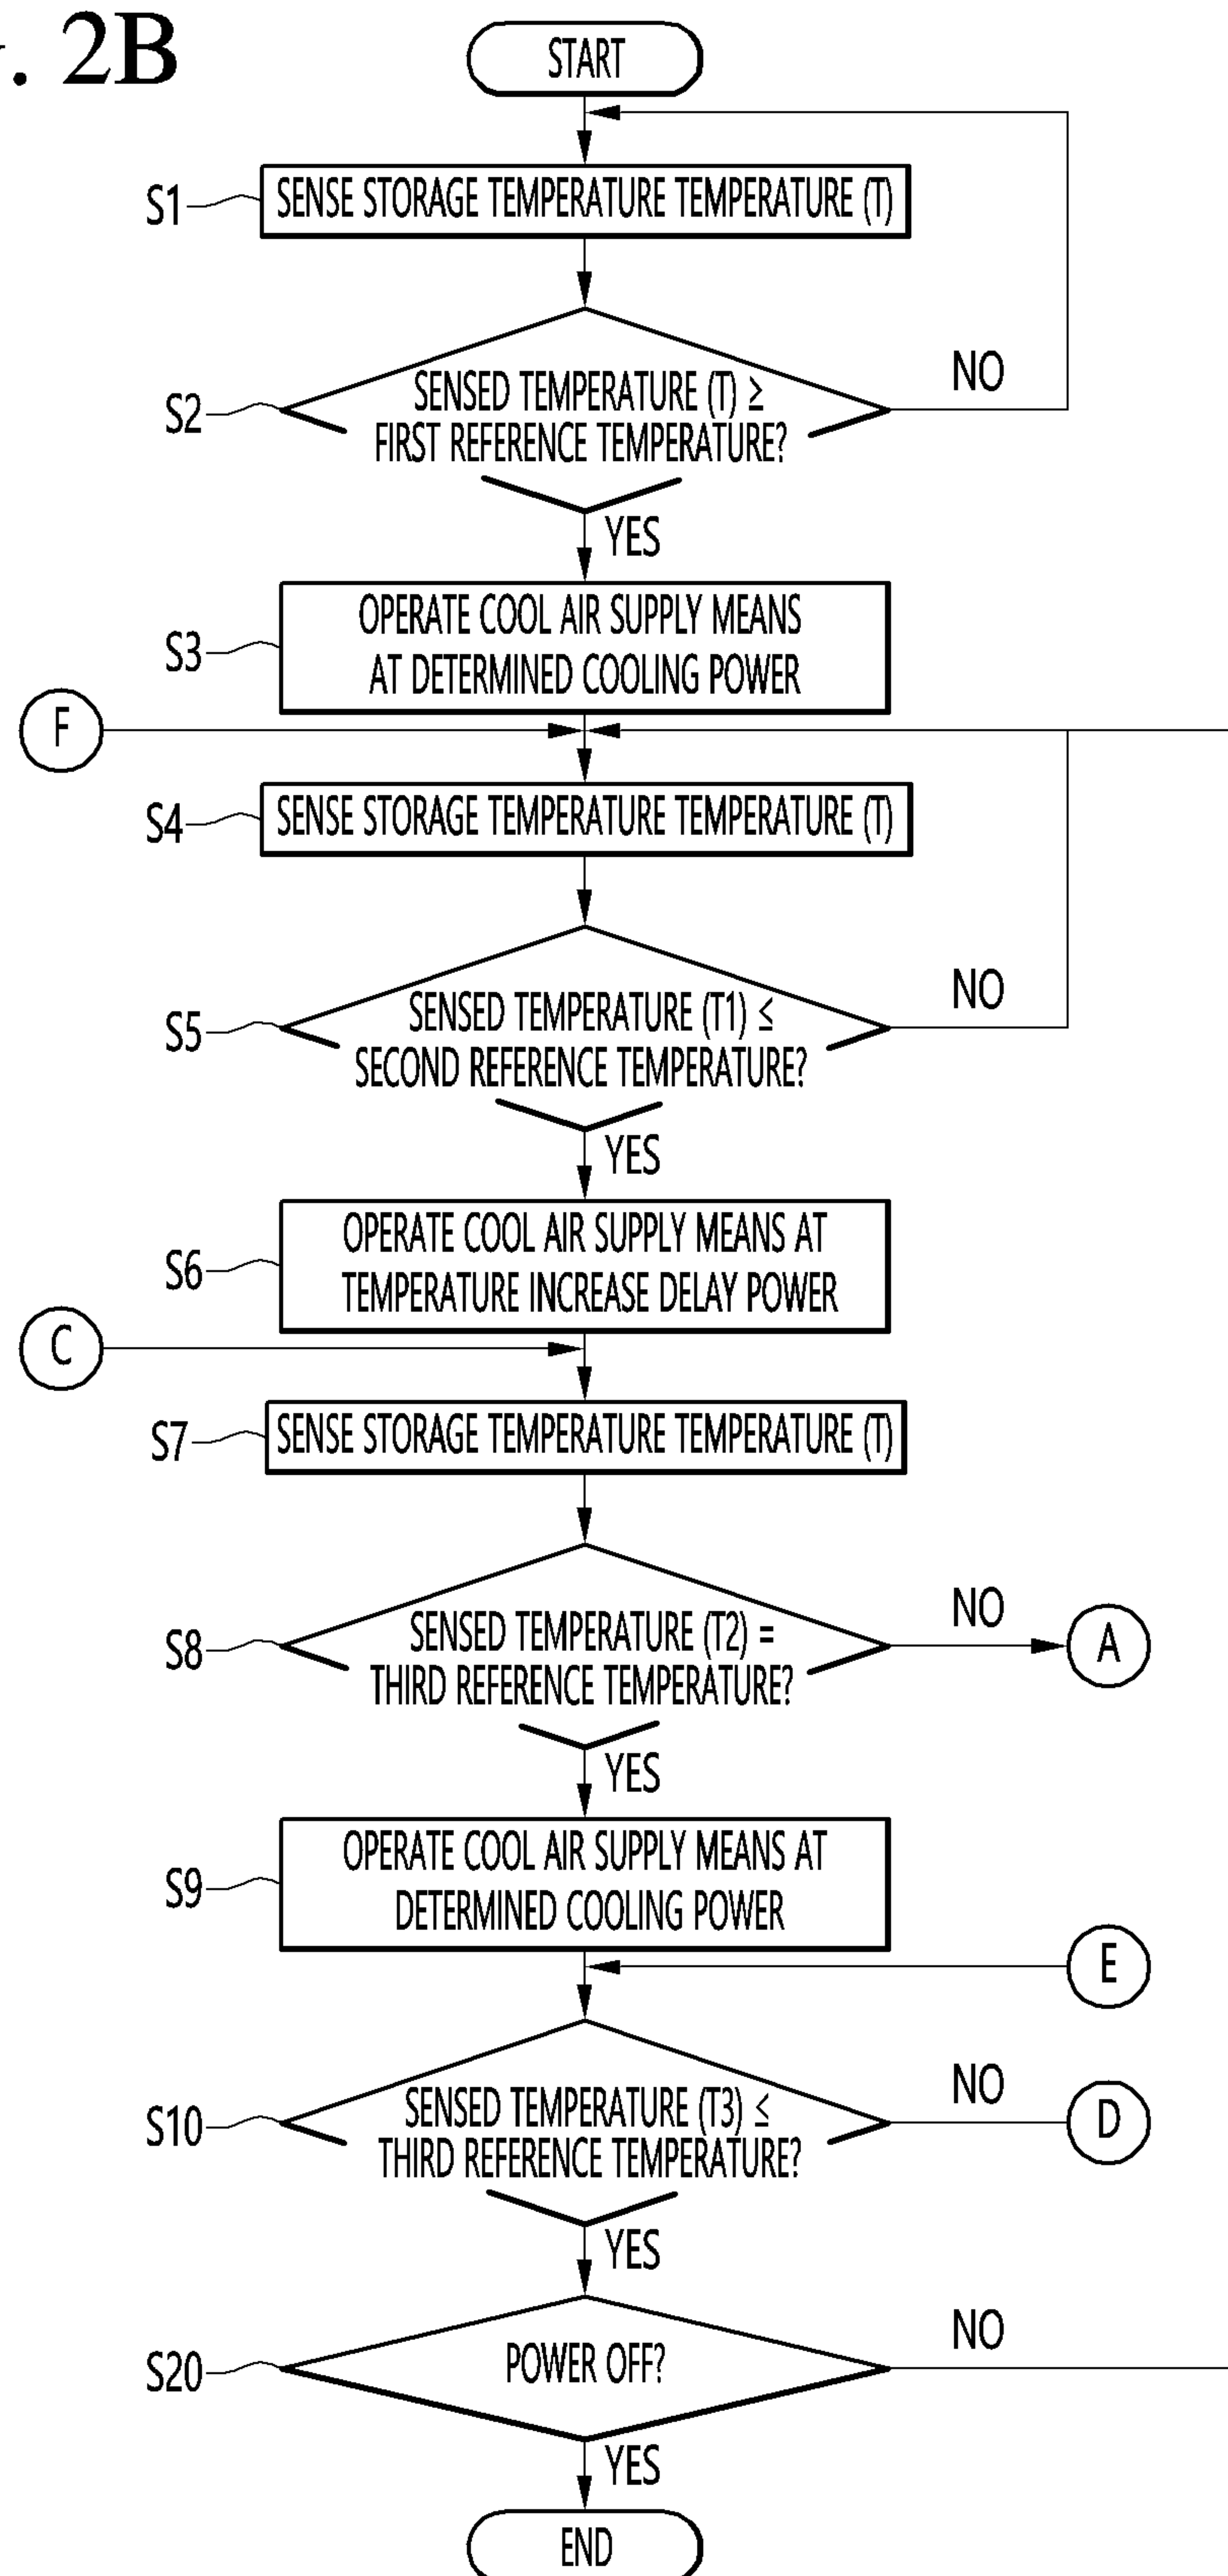 . 2B
START
S1
SENSE STORAGE TEMPERATURE TEMPERATURE (T)
S2
SENSED TEMPERATURE (T) ≥
FIRST REFERENCE TEMPERATURE?
NO
YES
S3
OPERATE COOL AIR SUPPLY MEANS
AT DETERMINED COOLING POWER
F
S4
SENSE STORAGE TEMPERATURE TEMPERATURE (T)
S5
SENSED TEMPERATURE (T1) ≤
SECOND REFERENCE TEMPERATURE?
NO
YES
S6
OPERATE COOL AIR SUPPLY MEANS AT
TEMPERATURE INCREASE DELAY POWER
C
S7
SENSE STORAGE TEMPERATURE TEMPERATURE (T)
S8
SENSED TEMPERATURE (T2) =
THIRD REFERENCE TEMPERATURE?
NO
A
YES
S9
OPERATE COOL AIR SUPPLY MEANS AT
DETERMINED COOLING POWER
E
S10
SENSED TEMPERATURE (T3) ≤
THIRD REFERENCE TEMPERATURE?
NO
D
YES
S20
POWER OFF?
NO
YES
END